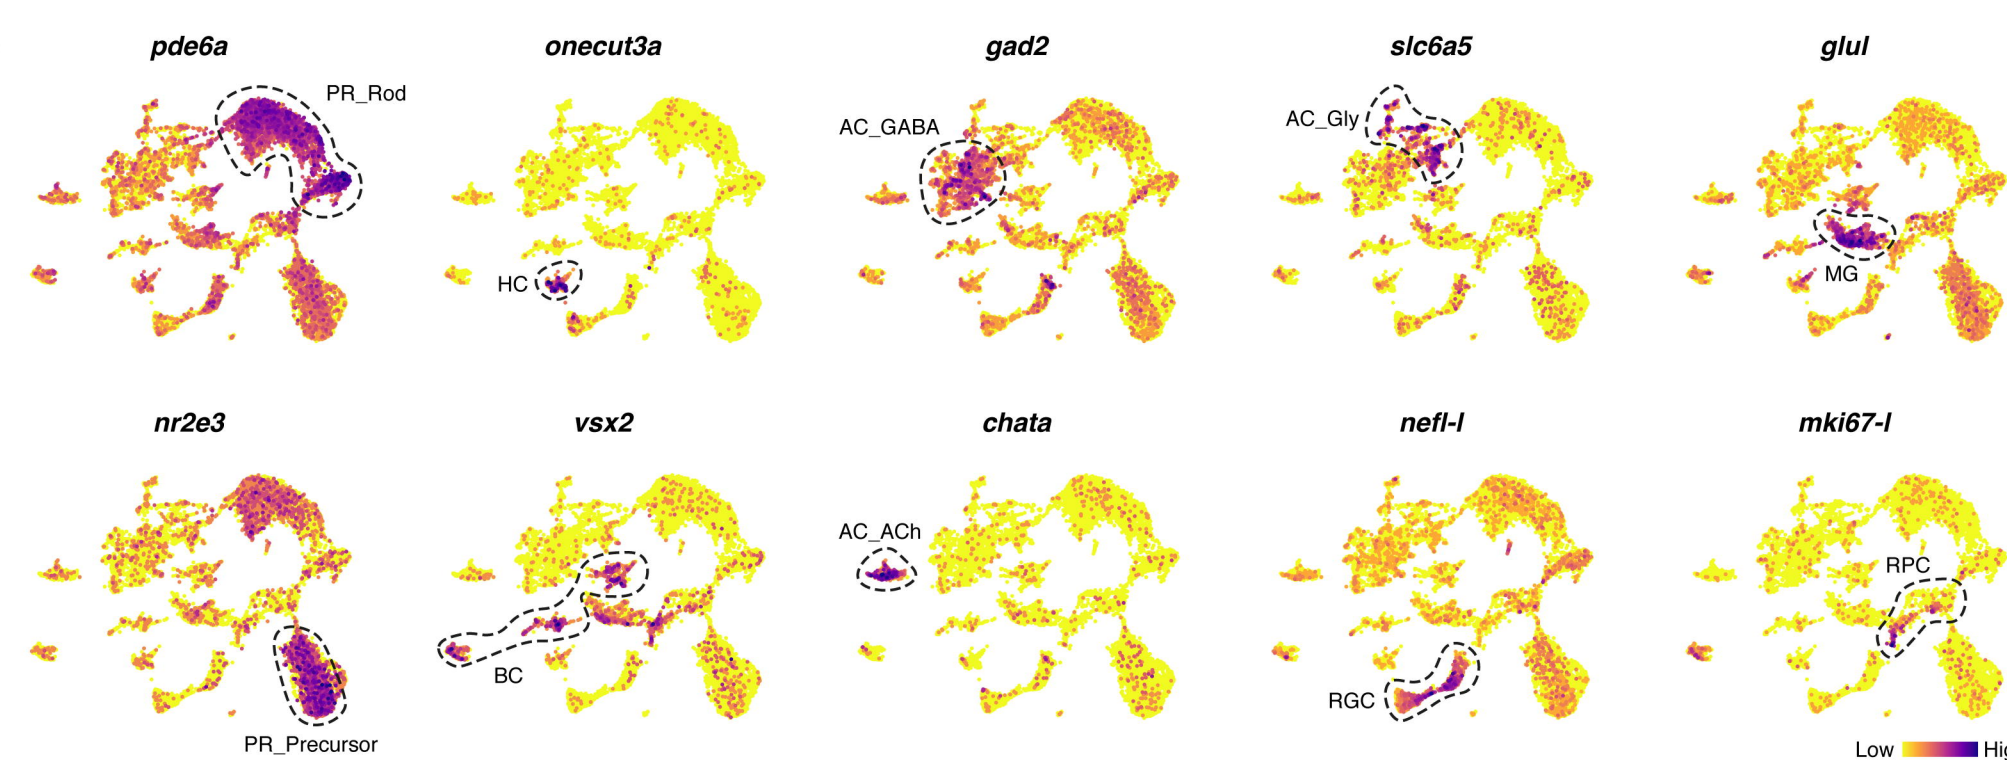 pde6a
onecut3a
gad2
slc6a5
glul
PR_Rod
AC_GABA
AC_Gly
HC
MG
nr2e3
vsx2
chata
nefl-l
mki67-l
AC_ACh
RPC
BC
RGC
PR_Precursor
Low